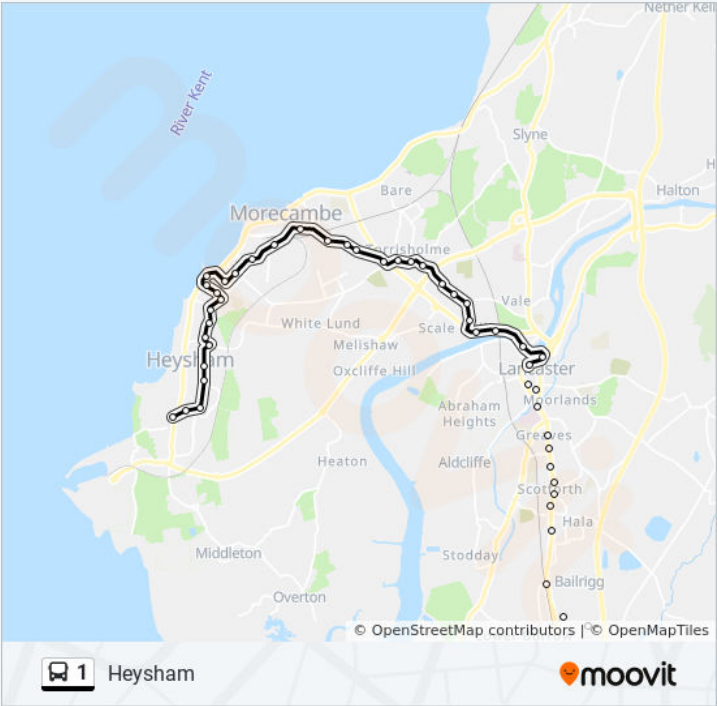 Nether Kell
River Kent
Slyne
Bare
Halton
H
Morecambe
Torrisholme
Vale
White Lund
Scale
Melishaw
Heysham
Lancaster
Oxcliffe Hill
Moorlands
Abraham
Heights
Greaves
Heaton
Aldcliffe
Scotforth
Hala
Middleton
Stodday
Bailrigg
Overton
© OpenStreetMap contributors | © OpenMapTiles
1 Heysham
moovit